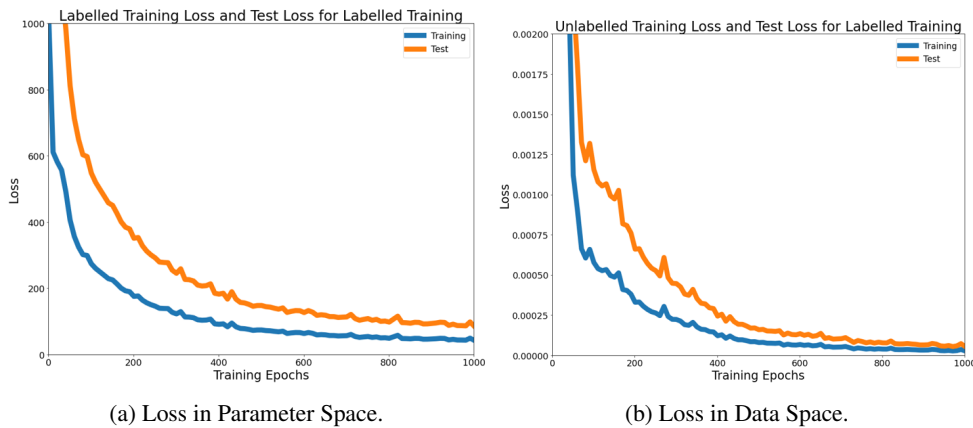 Labelled Training Loss and Test Loss for Labelled Training
1000
800
600
400
200
0
Loss
0 200 400 600 800 1000
Training Epochs
Training
Test
(a) Loss in Parameter Space.
Unlabelled Training Loss and Test Loss for Labelled Training
0.00200
0.00175
0.00150
0.00125
0.00100
0.00075
0.00050
0.00025
0.00000
Loss
0 200 400 600 800 1000
Training Epochs
Training
Test
(b) Loss in Data Space.